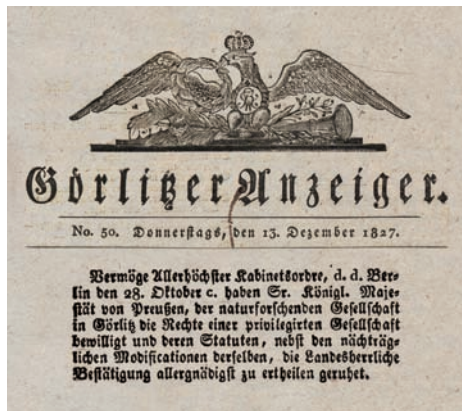 Görlitzer Anzeiger.
No. 50. Donnerstags, den 13. Dezember 1827.
Vermöge Allerhöchster Kabinetsordre, d. d. Ber-
lin den 28. Oktober c. haben Sr. Königl. Maje-
stät von Preußen, der naturforschenden Gesellschaft
in Görlitz die Rechte einer privilegirten Gesellschaft
bewilligt und deren Statuten, nebst den nächträg-
lichen Modificationen derselben, die Landesherrliche
Bestätigung allergnädigst zu ertheilen geruhet.